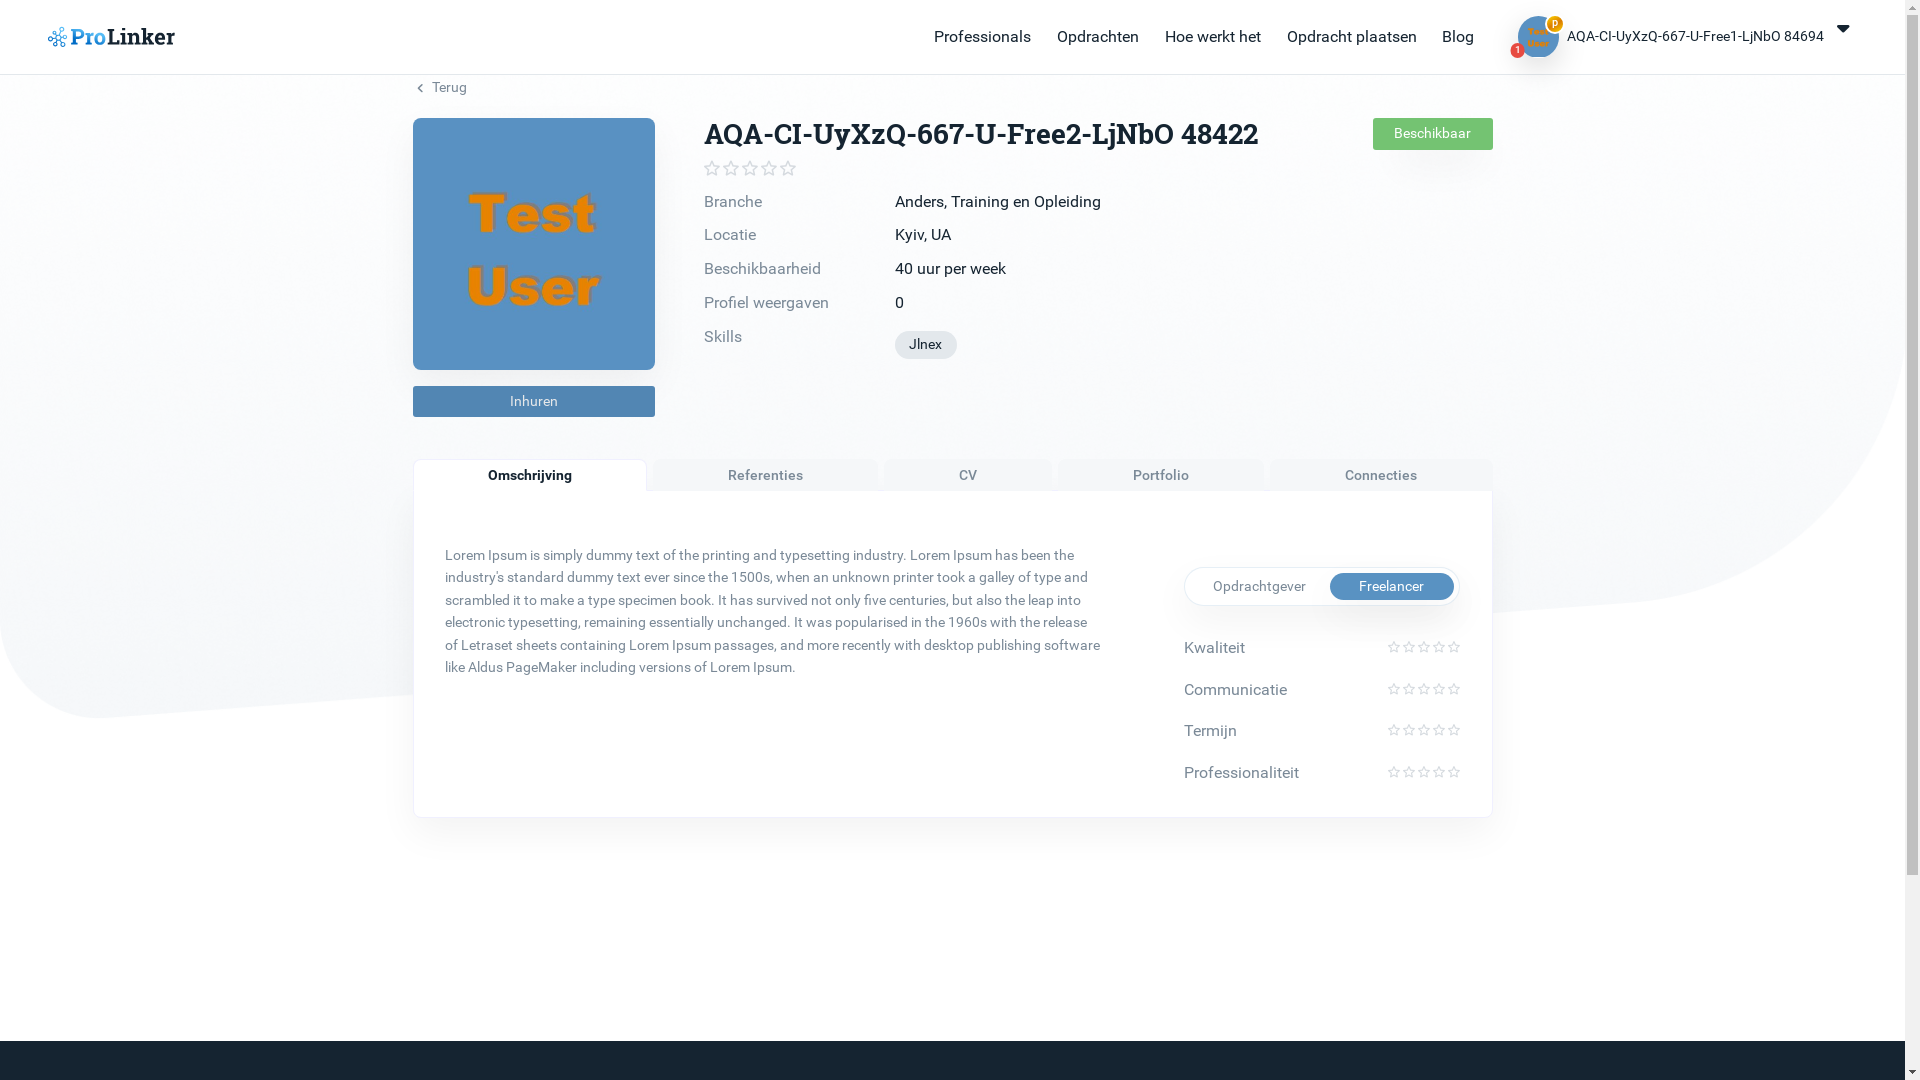 ProLinker
Professionals
Opdrachten
Hoe werkt het
Opdracht plaatsen
Blog
Test
User
p
1
AQA-CI-UyXzQ-667-U-Free1-LjNbO 84694
Terug
Test
User
Inhuren
AQA-CI-UyXzQ-667-U-Free2-LjNbO 48422
Beschikbaar
Branche Anders, Training en Opleiding
Locatie Kyiv, UA
Beschikbaarheid 40 uur per week
Profiel weergaven 0
Skills Jlnex
Omschrijving
Referenties
CV
Portfolio
Connecties
Lorem Ipsum is simply dummy text of the printing and typesetting industry. Lorem Ipsum has been the
industry's standard dummy text ever since the 1500s, when an unknown printer took a galley of type and
scrambled it to make a type specimen book. It has survived not only five centuries, but also the leap into
electronic typesetting, remaining essentially unchanged. It was popularised in the 1960s with the release
of Letraset sheets containing Lorem Ipsum passages, and more recently with desktop publishing software
like Aldus PageMaker including versions of Lorem Ipsum.
Opdrachtgever
Freelancer
Kwaliteit
Communicatie
Termijn
Professionaliteit